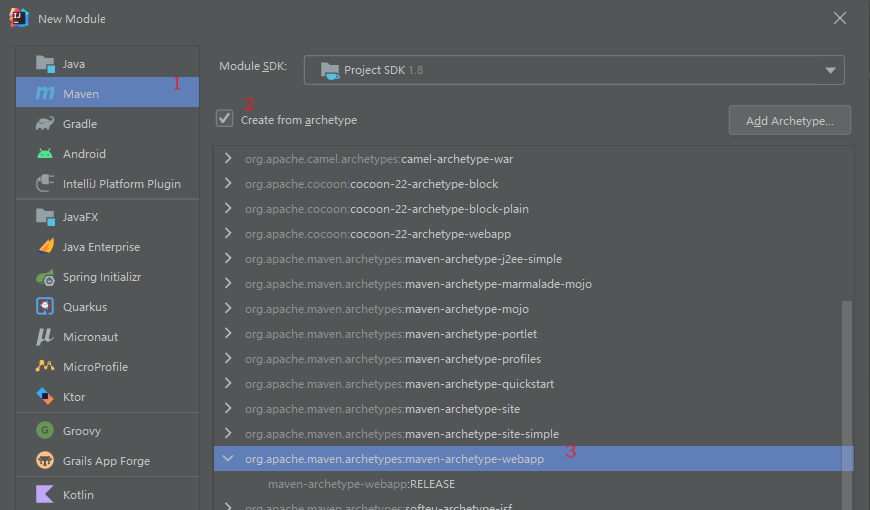 New Module
Java
Maven
1
Gradle
Android
IntelliJ Platform Plugin
JavaFX
Java Enterprise
Spring Initializr
Quarkus
Micronaut
MicroProfile
Ktor
Groovy
Grails App Forge
Kotlin
Module SDK:
Project SDK 1.8
2
Create from archetype
Add Archetype...
org.apache.camel.archetypes:camel-archetype-war
org.apache.cocoon:cocoon-22-archetype-block
org.apache.cocoon:cocoon-22-archetype-block-plain
org.apache.cocoon:cocoon-22-archetype-webapp
org.apache.maven.archetypes:maven-archetype-j2ee-simple
org.apache.maven.archetypes:maven-archetype-marmalade-mojo
org.apache.maven.archetypes:maven-archetype-mojo
org.apache.maven.archetypes:maven-archetype-portlet
org.apache.maven.archetypes:maven-archetype-profiles
org.apache.maven.archetypes:maven-archetype-quickstart
org.apache.maven.archetypes:maven-archetype-site
org.apache.maven.archetypes:maven-archetype-site-simple
org.apache.maven.archetypes:maven-archetype-webapp
3
maven-archetype-webapp:RELEASE
org.apache.maven.archetypes:softeu-archetype-jsf